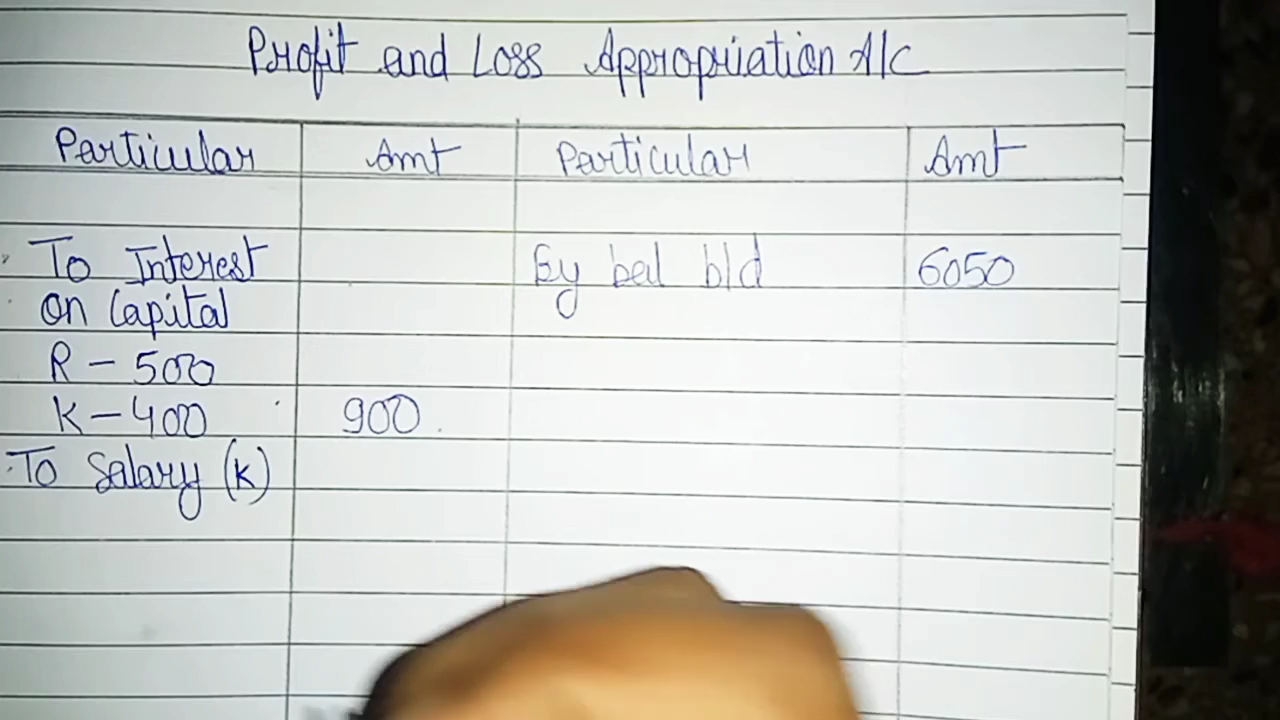 Profit and Loss Appropriation A/C
Particular Amt Particular Amt
To Interest By bal b/d 6050
on Capital
R - 500
K - 400 900
To Salary (K)